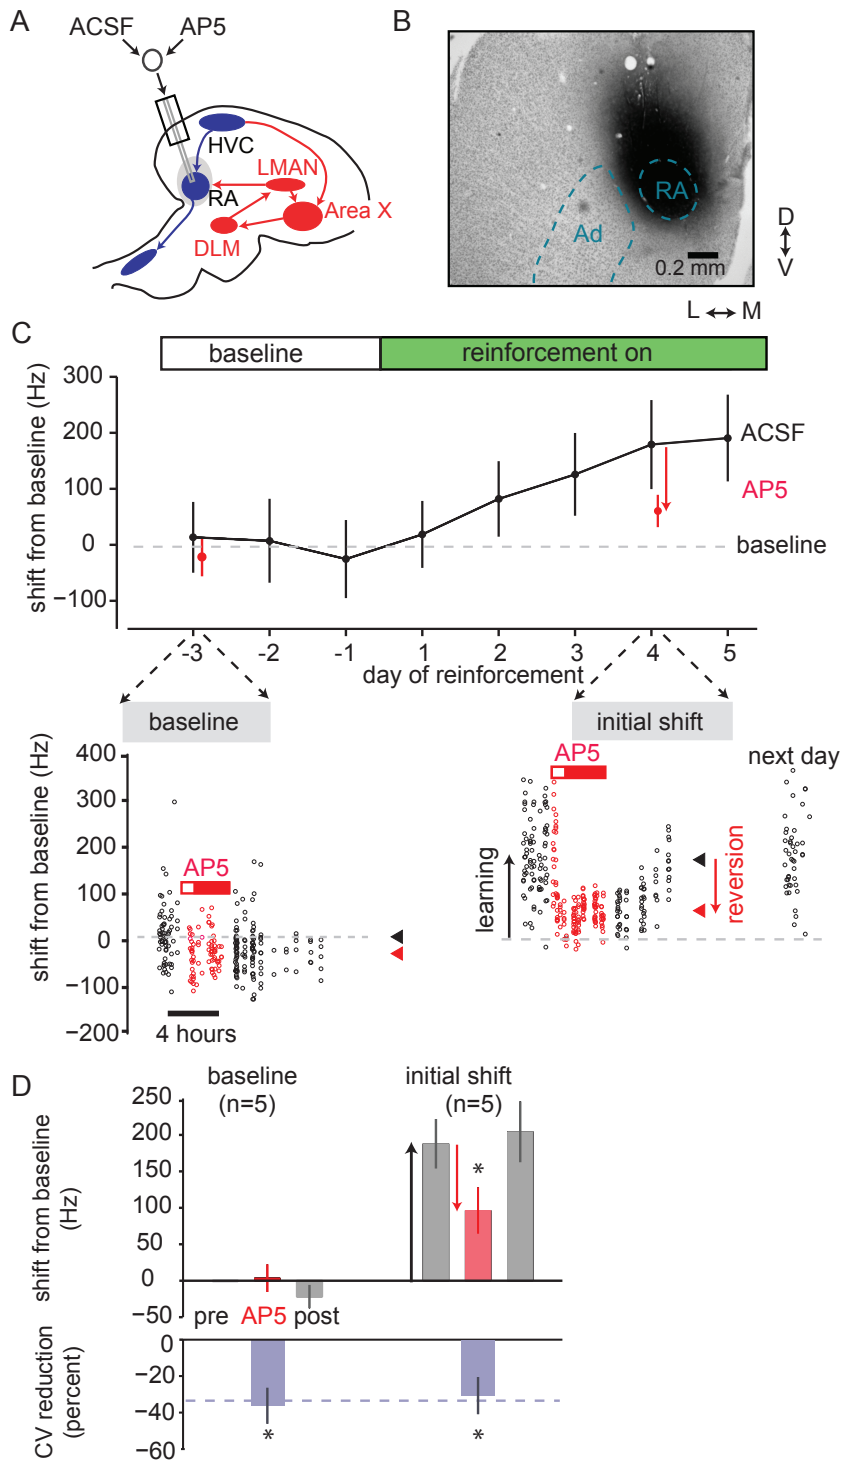 A
ACSF AP5
HVC
LMAN
RA
Area X
DLM
B
RA
Ad
0.2 mm
D
V
L M
C
baseline reinforcement on
shift from baseline (Hz)
300
200
100
0
−100
ACSF
AP5
baseline
-3 -2 -1 1 2 3 4 5
day of reinforcement
baseline initial shift
shift from baseline (Hz)
400
300
200
100
0
−100
−200
AP5
4 hours
AP5
next day
learning
reversion
D
baseline initial shift
(n=5) (n=5)
shift from baseline
(Hz)
250
200
150
100
50
0
−50
*
pre AP5 post
CV reduction
(percent)
0
−20
−40
−60
* *